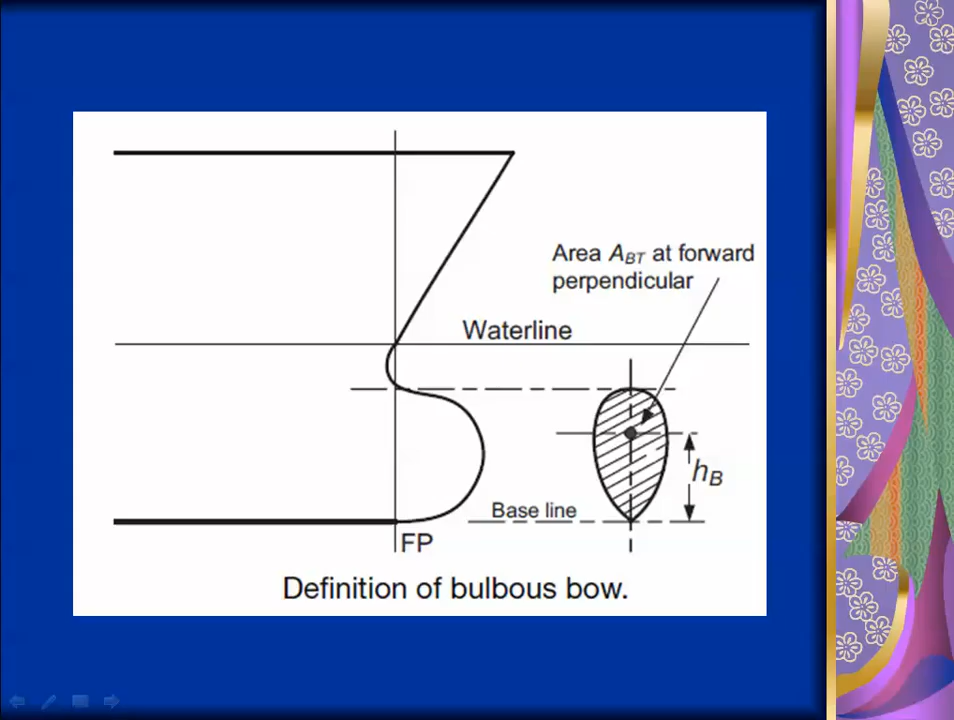 Area A_BT at forward
perpendicular
Waterline
h_B
Base line
FP
Definition of bulbous bow.